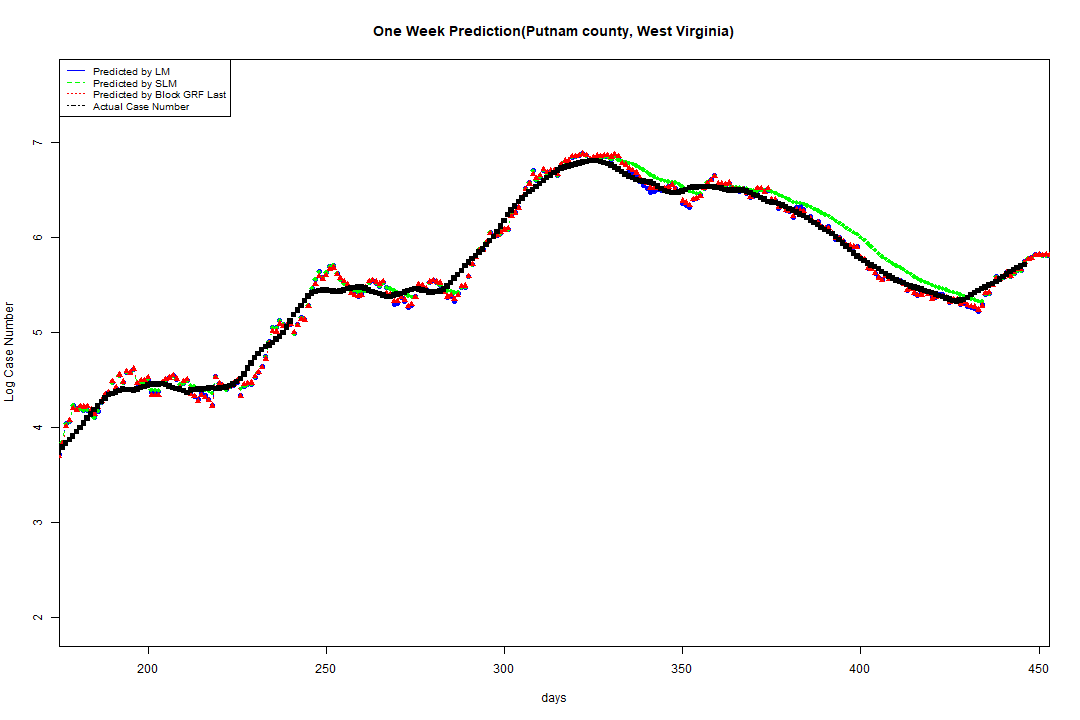 One Week Prediction(Putnam county, West Virginia)
Predicted by LM
Predicted by SLM
Predicted by Block GRF Last
Actual Case Number
7
6
5
4
3
2
Log Case Number
200 250 300 350 400 450
days